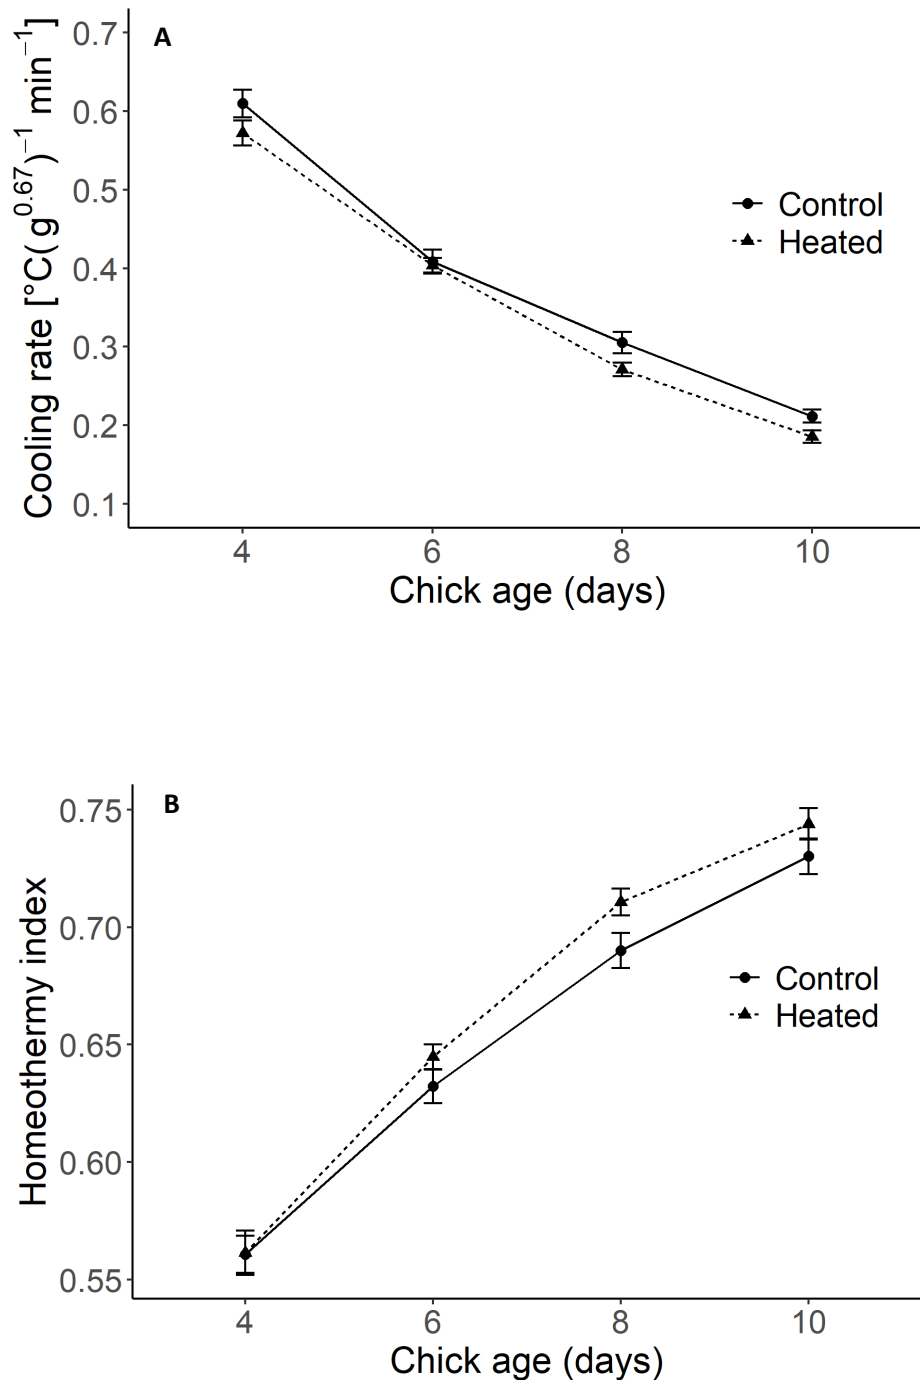 A
Cooling rate [°C(g^0.67)^−1 min^−1]
0.7
0.6
0.5
0.4
0.3
0.2
0.1
Control
Heated
4 6 8 10
Chick age (days)
B
Homeothermy index
0.75
0.70
0.65
0.60
0.55
Control
Heated
4 6 8 10
Chick age (days)